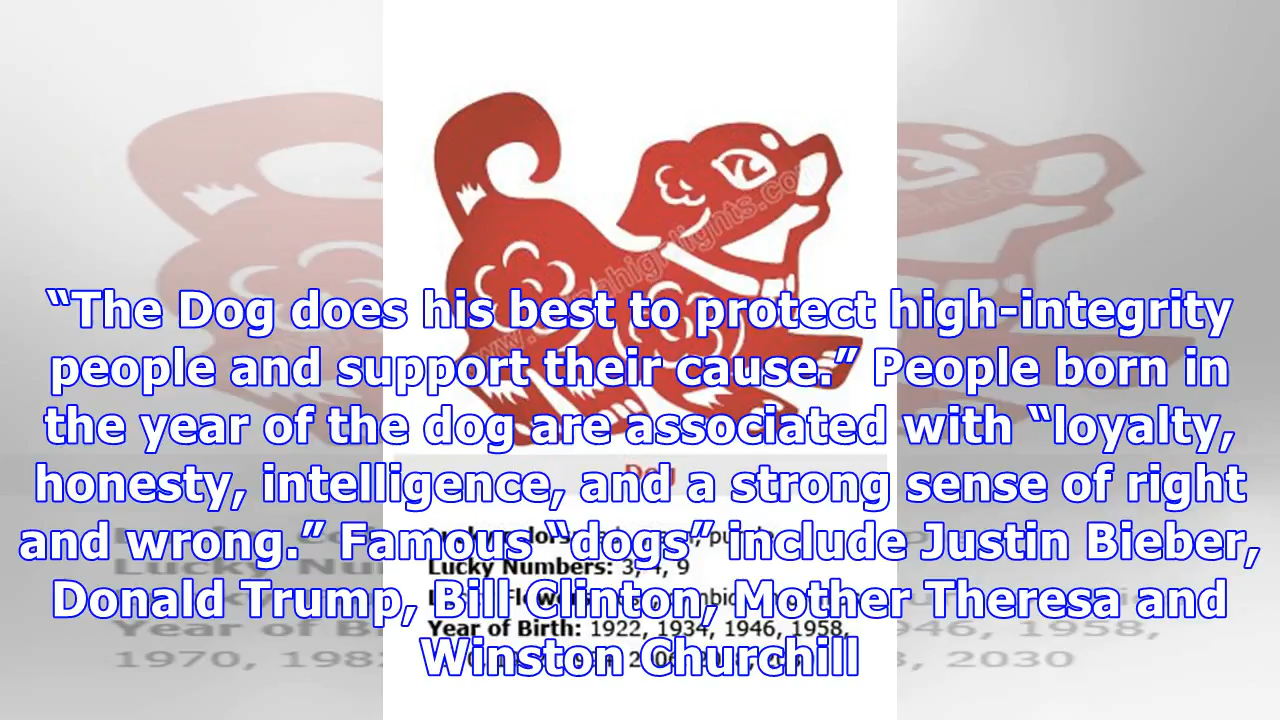 “The Dog does his best to protect high-integrity
people and support their cause.” People born in
the year of the dog are associated with “loyalty,
honesty, intelligence, and a strong sense of right
and wrong.” Famous “dogs” include Justin Bieber,
Donald Trump, Bill Clinton, Mother Theresa and
Winston Churchill
Dog
Lucky Numbers: 3, 4, 9
Year of Birth: 1922, 1934, 1946, 1958,